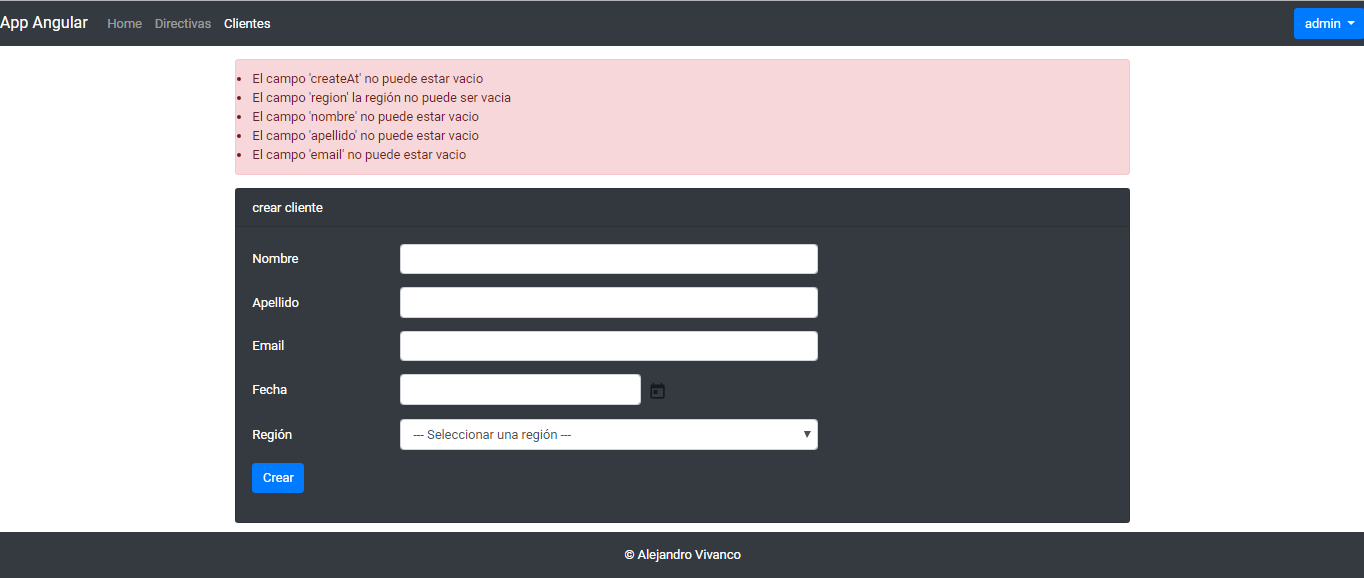 App Angular Home Directivas Clientes admin
El campo 'createAt' no puede estar vacio
El campo 'region' la región no puede ser vacia
El campo 'nombre' no puede estar vacio
El campo 'apellido' no puede estar vacio
El campo 'email' no puede estar vacio
crear cliente
Nombre
Apellido
Email
Fecha
Región --- Seleccionar una región ---
Crear
© Alejandro Vivanco